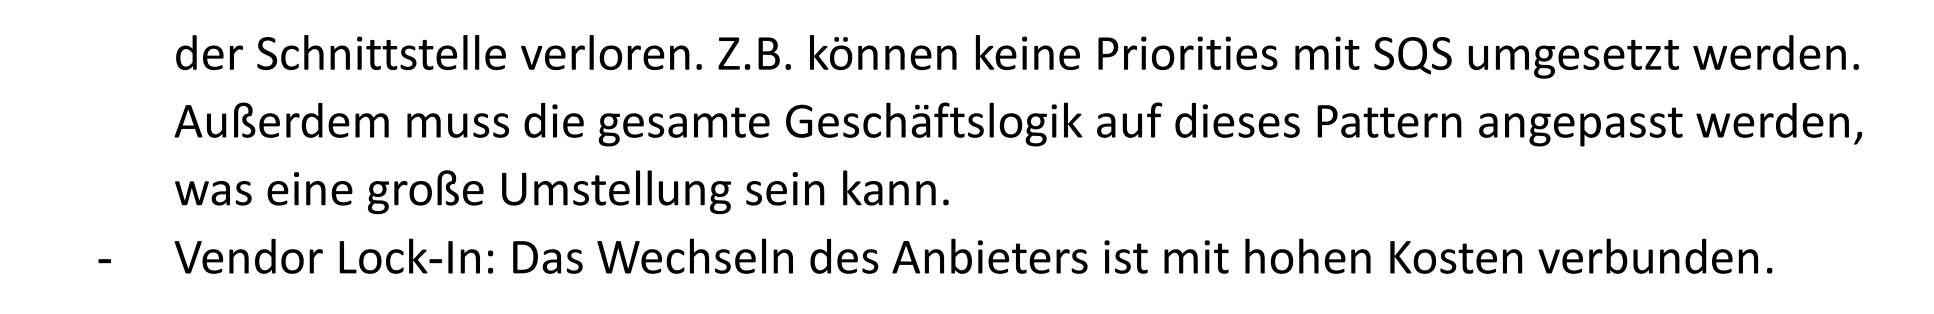 der Schnittstelle verloren. Z.B. können keine Priorities mit SQS umgesetzt werden.
Außerdem muss die gesamte Geschäftslogik auf dieses Pattern angepasst werden,
was eine große Umstellung sein kann.
- Vendor Lock-In: Das Wechseln des Anbieters ist mit hohen Kosten verbunden.